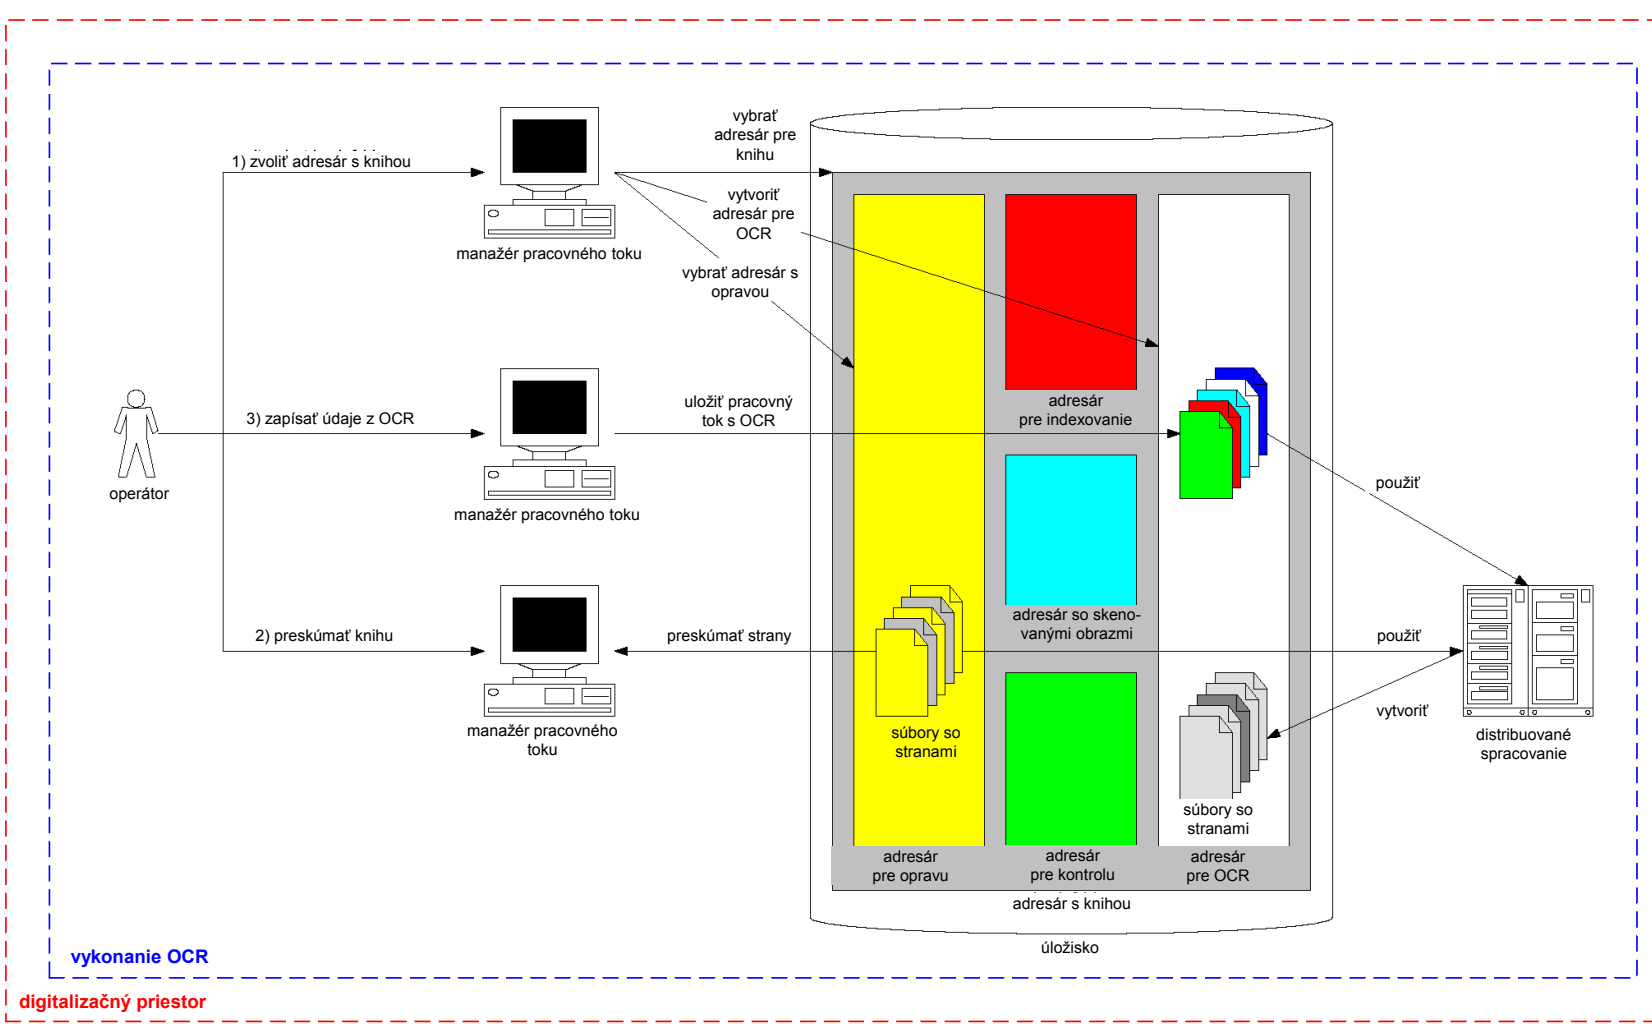 vybrať
adresár pre
knihu
1) zvoliť adresár s knihou
vytvoriť
adresár pre
OCR
manažér pracovného toku
vybrať adresár s
opravou
adresár
pre indexovanie
uložiť pracovný
tok s OCR
3) zapísať údaje z OCR
použiť
operátor
manažér pracovného toku
adresár so skeno-
vanými obrazmi
2) preskúmať knihu
preskúmať strany
použiť
vytvoriť
manažér pracovného
toku
súbory so
stranami
distribuované
spracovanie
súbory so
stranami
adresár
pre opravu
adresár
pre kontrolu
adresár
pre OCR
adresár s knihou
úložisko
vykonanie OCR
digitalizačný priestor